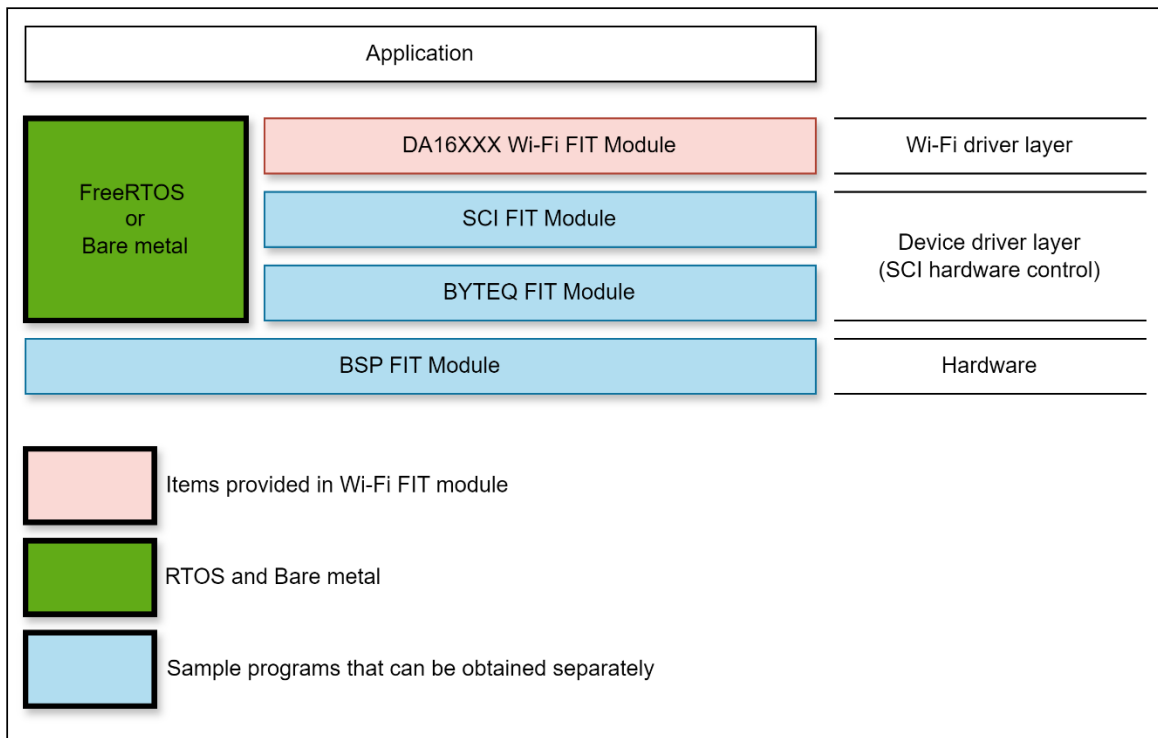 Application
FreeRTOS
or
Bare metal
DA16XXX Wi-Fi FIT Module
Wi-Fi driver layer
SCI FIT Module
BYTEQ FIT Module
Device driver layer
(SCI hardware control)
BSP FIT Module
Hardware
Items provided in Wi-Fi FIT module
RTOS and Bare metal
Sample programs that can be obtained separately